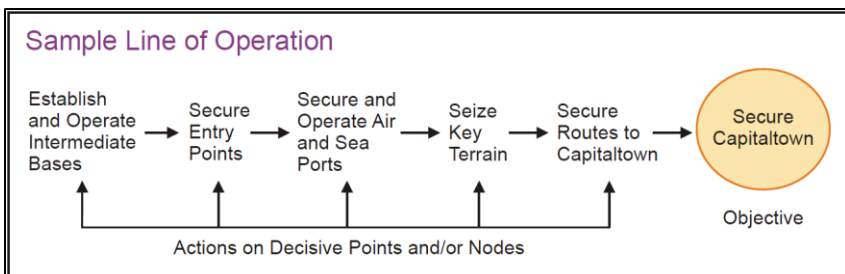 Sample Line of Operation
Establish
and Operate
Intermediate
Bases
Secure
Entry
Points
Secure and
Operate Air
and Sea
Ports
Seize
Key
Terrain
Secure
Routes to
Capitaltown
Secure
Capitaltown
Objective
Actions on Decisive Points and/or Nodes